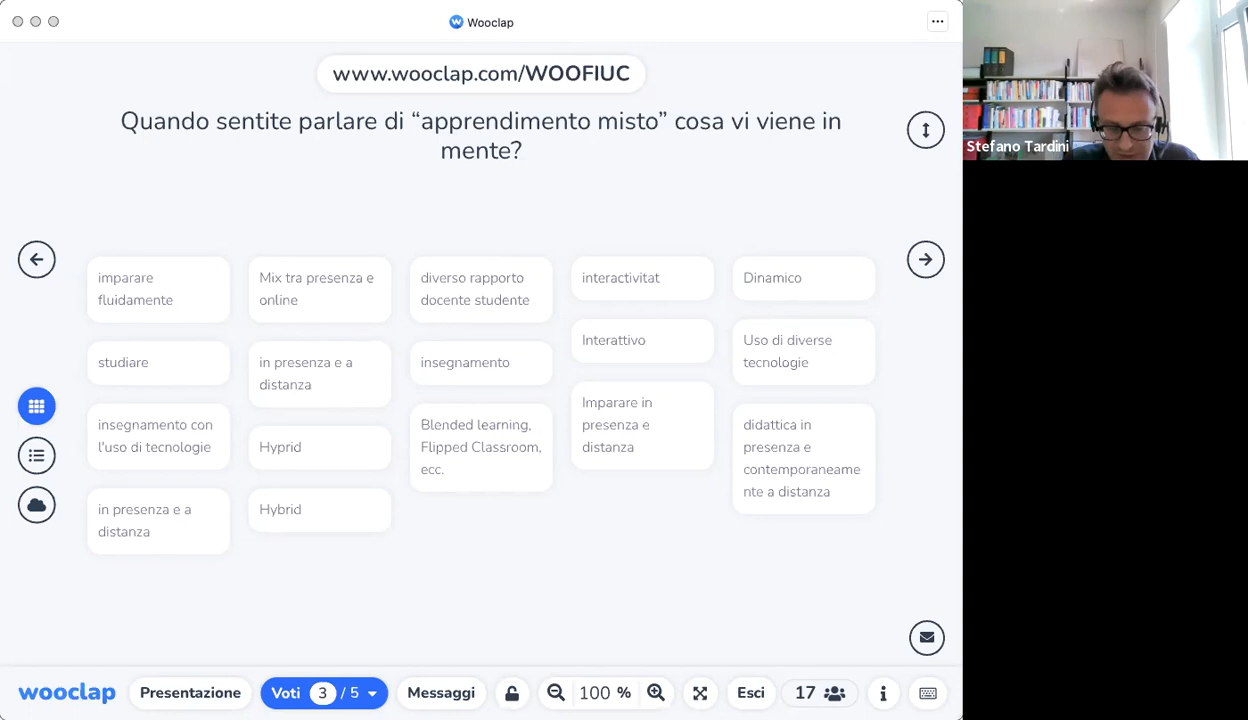 Wooclap
www.wooclap.com/WOOFIUC
Quando sentite parlare di “apprendimento misto” cosa vi viene in
mente?
Stefano Tardini
imparare
fluidamente
studiare
insegnamento con
l'uso di tecnologie
in presenza e a
distanza
Mix tra presenza e
online
in presenza e a
distanza
Hyprid
Hybrid
diverso rapporto
docente studente
insegnamento
Blended learning,
Flipped Classroom,
ecc.
interactivitat
Interattivo
Imparare in
presenza e
distanza
Dinamico
Uso di diverse
tecnologie
didattica in
presenza e
contemporaneame
nte a distanza
wooclap Presentazione Voti 3 / 5 Messaggi 100 % Esci 17